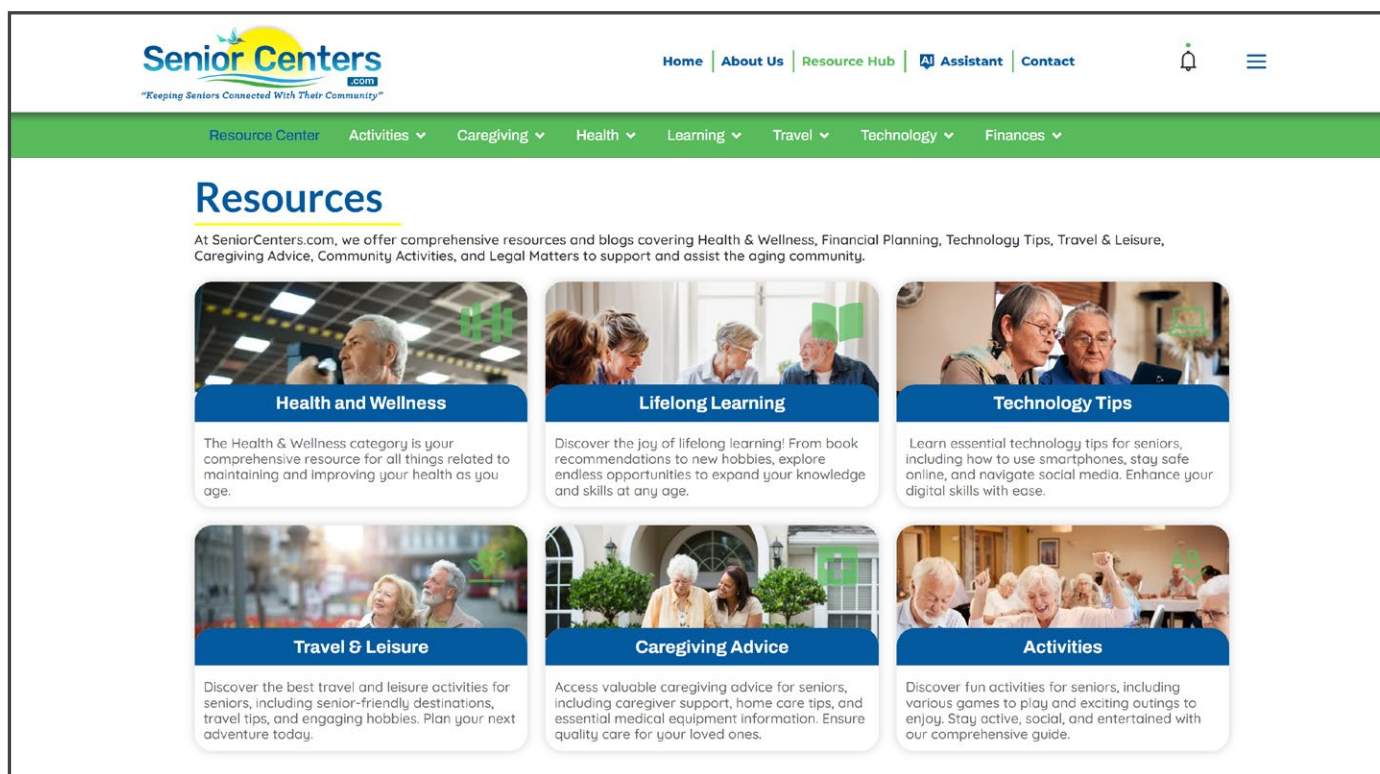 Senior Centers
.com
"Keeping Seniors Connected With Their Community"
Home About Us Resource Hub AI Assistant Contact
Resource Center Activities Caregiving Health Learning Travel Technology Finances
Resources
At SeniorCenters.com, we offer comprehensive resources and blogs covering Health & Wellness, Financial Planning, Technology Tips, Travel & Leisure,
Caregiving Advice, Community Activities, and Legal Matters to support and assist the aging community.
Health and Wellness
The Health & Wellness category is your
comprehensive resource for all things related to
maintaining and improving your health as you
age.
Lifelong Learning
Discover the joy of lifelong learning! From book
recommendations to new hobbies, explore
endless opportunities to expand your knowledge
and skills at any age.
Technology Tips
Learn essential technology tips for seniors,
including how to use smartphones, stay safe
online, and navigate social media. Enhance your
digital skills with ease.
Travel & Leisure
Discover the best travel and leisure activities for
seniors, including senior-friendly destinations,
travel tips, and engaging hobbies. Plan your next
adventure today.
Caregiving Advice
Access valuable caregiving advice for seniors,
including caregiver support, home care tips, and
essential medical equipment information. Ensure
quality care for your loved ones.
AB
Activities
Discover fun activities for seniors, including
various games to play and exciting outings to
enjoy. Stay active, social, and entertained with
our comprehensive guide.